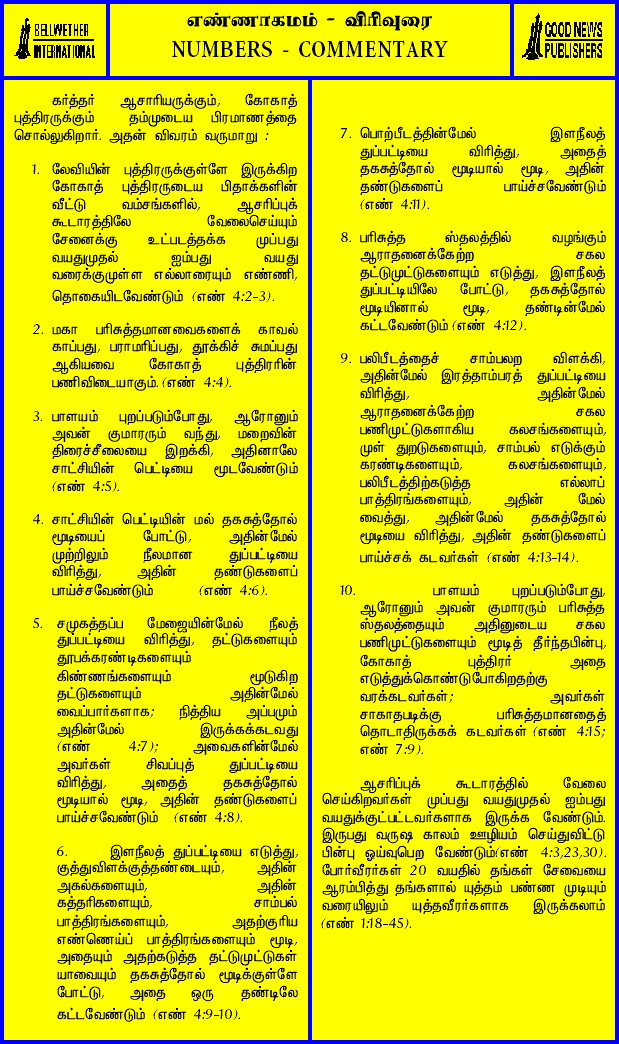 BELLWETHER
INTERNATIONAL
எண்ணாகமம் - விரிவுரை
NUMBERS - COMMENTARY
GOOD NEWS
PUBLISHERS
கர்த்தர் ஆசாரியருக்கும், கோகாத்
புத்திரருக்கும் தம்முடைய பிரமாணத்தை
சொல்லுகிறார். அதன் விவரம் வருமாறு :
1. லேவியின் புத்திரருக்குள்ளே இருக்கிற
கோகாத் புத்திரருடைய பிதாக்களின்
வீட்டு வம்சங்களில், ஆசரிப்புக்
கூடாரத்திலே வேலைசெய்யும்
சேனைக்கு உட்படத்தக்க முப்பது
வயதுமுதல் ஐம்பது வயது
வரைக்குமுள்ள எல்லாரையும் எண்ணி,
தொகையிடவேண்டும் (எண் 4:2-3).
2. மகா பரிசுத்தமானவைகளைக் காவல்
காப்பது, பராமரிப்பது, தூக்கிச் சுமப்பது
ஆகியவை கோகாத் புத்திரரின்
பணிவிடையாகும். (எண் 4:4).
3. பாளயம் புறப்படும்போது, ஆரோனும்
அவன் குமாரரும் வந்து, மறைவின்
திரைச்சீலையை இறக்கி, அதினாலே
சாட்சியின் பெட்டியை மூடவேண்டும்
(எண் 4:5).
4. சாட்சியின் பெட்டியின் மல் தகசுத்தோல்
மூடியைப் போட்டு, அதின்மேல்
முற்றிலும் நீலமான துப்பட்டியை
விரித்து, அதின் தண்டுகளைப்
பாய்ச்சவேண்டும் (எண் 4:6).
5. சமுகத்தப்ப மேஜையின்மேல் நீலத்
துப்பட்டியை விரித்து, தட்டுகளையும்
தூபக்கரண்டிகளையும்
கிண்ணங்களையும் மூடுகிற
தட்டுகளையும் அதின்மேல்
வைப்பார்களாக; நித்திய அப்பமும்
அதின்மேல் இருக்கக்கடவது
(எண் 4:7); அவைகளின்மேல்
அவர்கள் சிவப்புத் துப்பட்டியை
விரித்து, அதைத் தகசுத்தோல்
மூடியால் மூடி, அதின் தண்டுகளைப்
பாய்ச்சவேண்டும் (எண் 4:8).
6. இளநீலத் துப்பட்டியை எடுத்து,
குத்துவிளக்குத்தண்டையும், அதின்
அகல்களையும், அதின்
கத்தரிகளையும், சாம்பல்
பாத்திரங்களையும், அதற்குரிய
எண்ணெய்ப் பாத்திரங்களையும் மூடி,
அதையும் அதற்கடுத்த தட்டுமுட்டுகள்
யாவையும் தகசுத்தோல் மூடிக்குள்ளே
போட்டு, அதை ஒரு தண்டிலே
கட்டவேண்டும் (எண் 4:9-10).
7. பொற்பீடத்தின்மேல் இளநீலத்
துப்பட்டியை விரித்து, அதைத்
தகசுத்தோல் மூடியால் மூடி, அதின்
தண்டுகளைப் பாய்ச்சவேண்டும்
(எண் 4:11).
8. பரிசுத்த ஸ்தலத்தில் வழங்கும்
ஆராதனைக்கேற்ற சகல
தட்டுமுட்டுகளையும் எடுத்து, இளநீலத்
துப்பட்டியிலே போட்டு, தகசுத்தோல்
மூடியினால் மூடி, தண்டின்மேல்
கட்டவேண்டும் (எண் 4:12).
9. பலிபீடத்தைச் சாம்பலற விளக்கி,
அதின்மேல் இரத்தாம்பரத் துப்பட்டியை
விரித்து, அதின்மேல்
ஆராதனைக்கேற்ற சகல
பணிமுட்டுகளாகிய கலசங்களையும்,
முள் துறடுகளையும், சாம்பல் எடுக்கும்
கரண்டிகளையும், கலசங்களையும்,
பலிபீடத்திற்கடுத்த எல்லாப்
பாத்திரங்களையும், அதின் மேல்
வைத்து, அதின்மேல் தகசுத்தோல்
மூடியை விரித்து, அதின் தண்டுகளைப்
பாய்ச்சக் கடவர்கள் (எண் 4:13-14).
10. பாளயம் புறப்படும்போது,
ஆரோனும் அவன் குமாரரும் பரிசுத்த
ஸ்தலத்தையும் அதினுடைய சகல
பணிமுட்டுகளையும் மூடித் தீர்ந்தபின்பு,
கோகாத் புத்திரர் அதை
எடுத்துக்கொண்டுபோகிறதற்கு
வரக்கடவர்கள்; அவர்கள்
சாகாதபடிக்கு பரிசுத்தமானதைத்
தொடாதிருக்கக் கடவர்கள் (எண் 4:15;
எண் 7:9).
ஆசரிப்புக் கூடாரத்தில் வேலை
செய்கிறவர்கள் முப்பது வயதுமுதல் ஐம்பது
வயதுக்குட்பட்டவர்களாக இருக்க வேண்டும்.
இருபது வருஷ காலம் ஊழியம் செய்துவிட்டு
பின்பு ஓய்வுபெற வேண்டும்(எண் 4:3,23,30).
போர்வீரர்கள் 20 வயதில் தங்கள் சேவையை
ஆரம்பித்து தங்களால் யுத்தம் பண்ண முடியும்
வரையிலும் யுத்தவீரர்களாக இருக்கலாம்
(எண் 1:18-45).